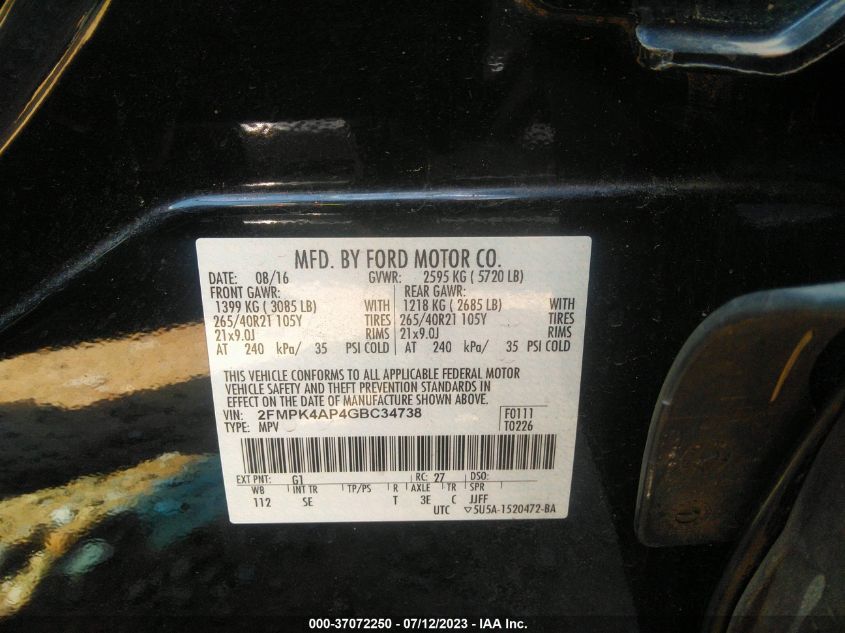 MFD. BY FORD MOTOR CO.
DATE: 08/16 GVWR: 2595 KG ( 5720 LB)
FRONT GAWR: REAR GAWR:
1399 KG ( 3085 LB) WITH 1218 KG ( 2685 LB) WITH
265/40R21 105Y TIRES 265/40R21 105Y TIRES
21x9.0J RIMS 21x9.0J RIMS
AT 240 kPa/ 35 PSI COLD AT 240 kPa/ 35 PSI COLD
THIS VEHICLE CONFORMS TO ALL APPLICABLE FEDERAL MOTOR
VEHICLE SAFETY AND THEFT PREVENTION STANDARDS IN
EFFECT ON THE DATE OF MANUFACTURE SHOWN ABOVE.
VIN: 2FMPK4AP4GBC34738 F0111
TYPE: MPV T0226
EXT PNT: G1 RC: 27 DSO:
WB INT TR TP/PS R AXLE TR SPR
112 SE T 3E C JJFF
UTC ▽5U5A-1520472-BA
000-37072250 - 07/12/2023 - IAA Inc.